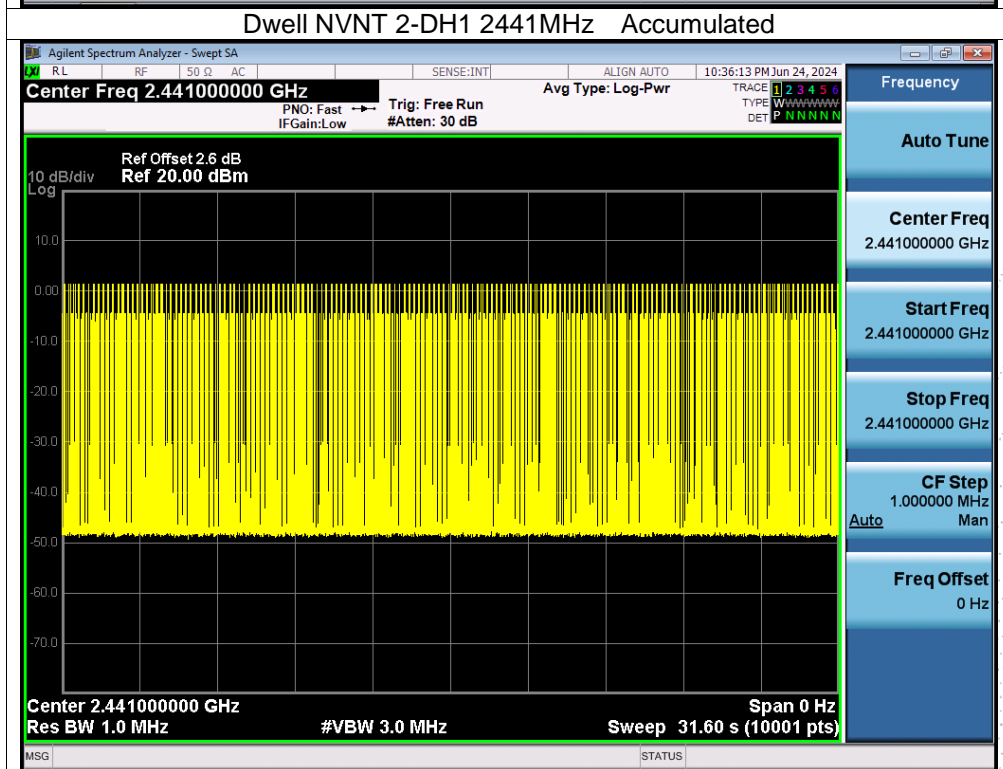 Dwell NVNT 2-DH1 2441MHz Accumulated
Agilent Spectrum Analyzer - Swept SA
LXI RL RF 50 Ω AC SENSE:INT ALIGN AUTO 10:36:13 PM Jun 24, 2024
Center Freq 2.441000000 GHz
PNO: Fast
IFGain:Low
Trig: Free Run
#Atten: 30 dB
Avg Type: Log-Pwr
TRACE 1 2 3 4 5 6
TYPE WWWWWW
DET P N N N N N
Ref Offset 2.6 dB
10 dB/div Ref 20.00 dBm
Log
10.0
0.00
-10.0
-20.0
-30.0
-40.0
-50.0
-60.0
-70.0
Center 2.441000000 GHz Span 0 Hz
Res BW 1.0 MHz #VBW 3.0 MHz Sweep 31.60 s (10001 pts)
MSG STATUS
Frequency
Auto Tune
Center Freq
2.441000000 GHz
Start Freq
2.441000000 GHz
Stop Freq
2.441000000 GHz
CF Step
1.000000 MHz
Auto Man
Freq Offset
0 Hz